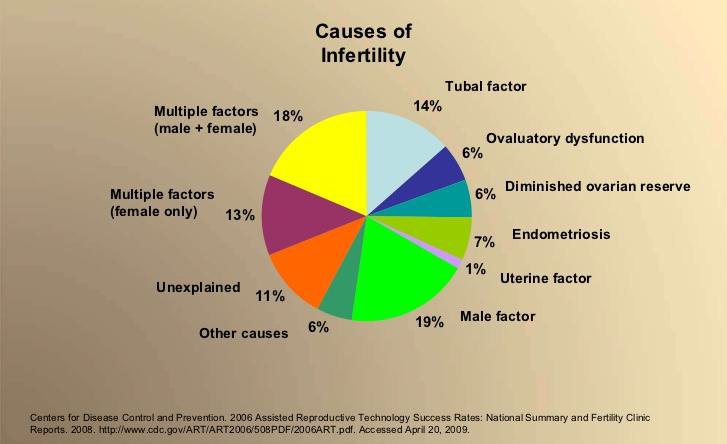 Causes of
Infertility
Tubal factor
14%
Ovaluatory dysfunction
6%
Diminished ovarian reserve
6%
Endometriosis
7%
Uterine factor
1%
Male factor
19%
Other causes
6%
Unexplained
11%
Multiple factors
(female only)
13%
Multiple factors
(male + female)
18%
Centers for Disease Control and Prevention. 2006 Assisted Reproductive Technology Success Rates: National Summary and Fertility Clinic
Reports. 2008. http://www.cdc.gov/ART/ART2006/508PDF/2006ART.pdf. Accessed April 20, 2009.